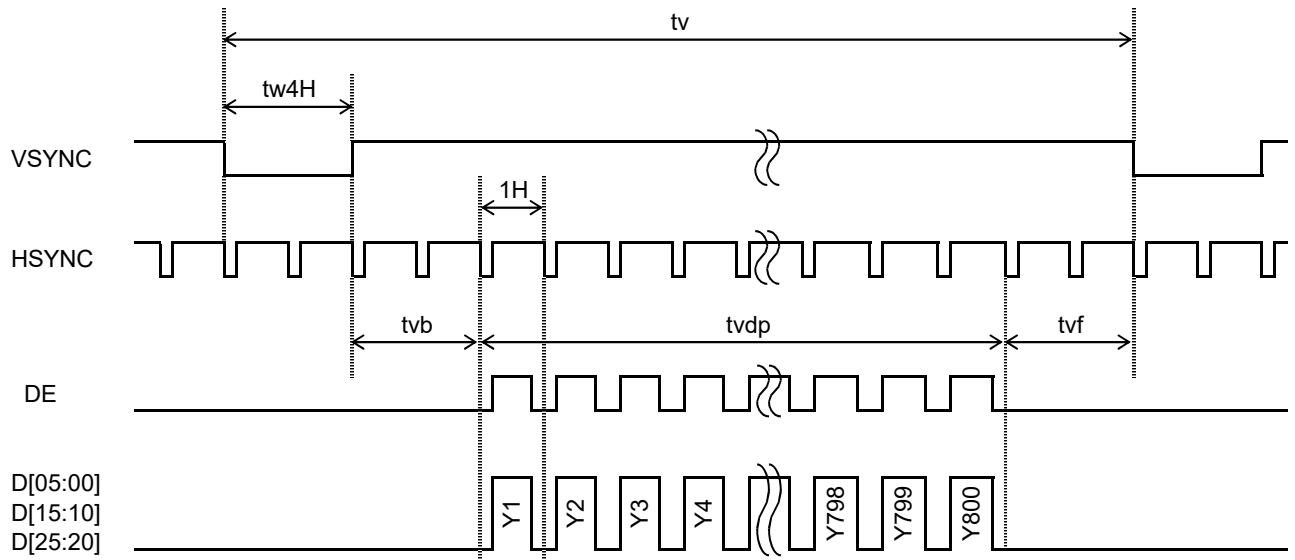 tv
tw4H
VSYNC
1H
HSYNC
tvb
tvdp
tvf
DE
D[05:00]
D[15:10]
D[25:20]
Y1
Y2
Y3
Y4
Y798
Y799
Y800